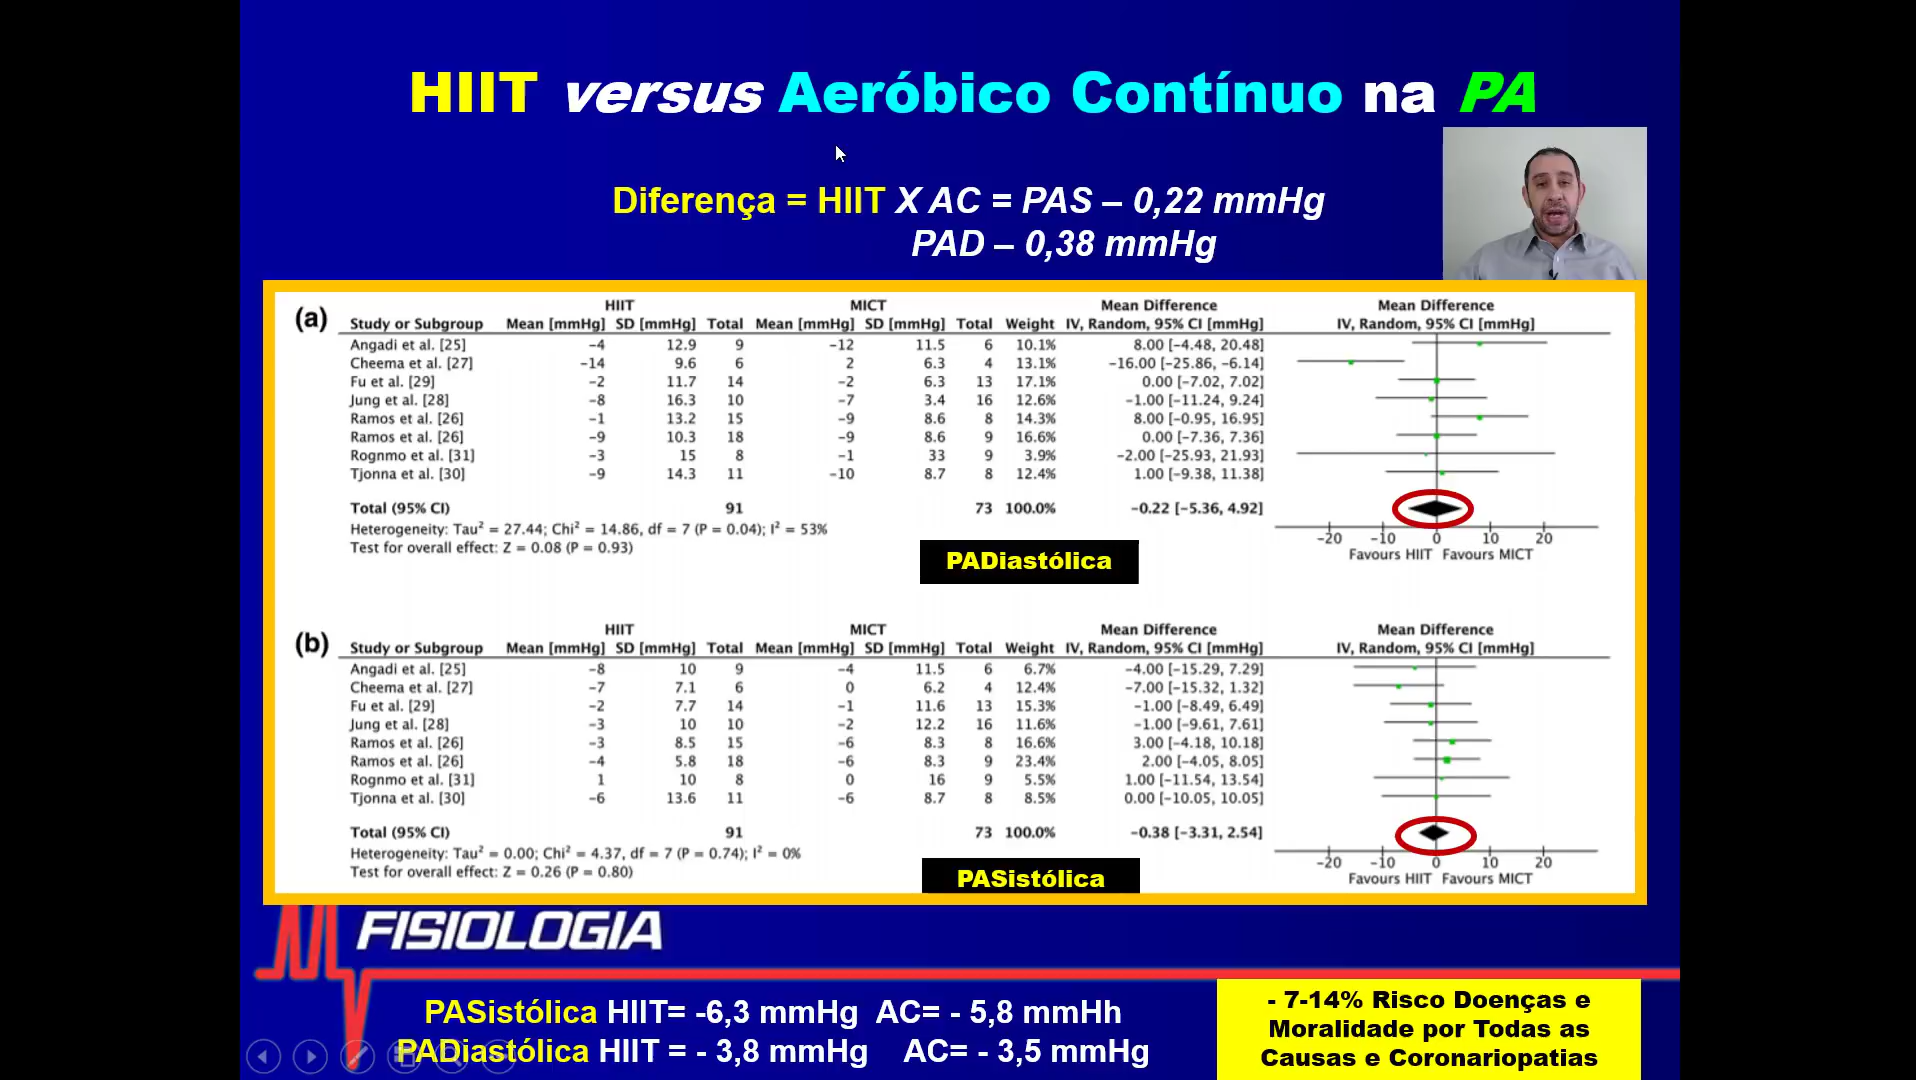 HIIT versus Aeróbico Contínuo na PA
Diferença = HIIT X AC = PAS – 0,22 mmHg
PAD – 0,38 mmHg
(a)
HIIT MICT Mean Difference Mean Difference
Study or Subgroup Mean [mmHg] SD [mmHg] Total Mean [mmHg] SD [mmHg] Total Weight IV, Random, 95% CI [mmHg] IV, Random, 95% CI [mmHg]
Angadi et al. [25] −4 12.9 9 −12 11.5 6 10.1% 8.00 [−4.48, 20.48]
Cheema et al. [27] −14 9.6 6 2 6.3 4 13.1% −16.00 [−25.86, −6.14]
Fu et al. [29] −2 11.7 14 −2 6.3 13 17.1% 0.00 [−7.02, 7.02]
Jung et al. [28] −8 16.3 10 −7 3.4 16 12.6% −1.00 [−11.24, 9.24]
Ramos et al. [26] −1 13.2 15 −9 8.6 8 14.3% 8.00 [−0.95, 16.95]
Ramos et al. [26] −9 10.3 18 −9 8.6 9 16.6% 0.00 [−7.36, 7.36]
Rognmo et al. [31] −3 15 8 −1 33 9 3.9% −2.00 [−25.93, 21.93]
Tjonna et al. [30] −9 14.3 11 −10 8.7 8 12.4% 1.00 [−9.38, 11.38]
Total (95% CI) 91 73 100.0% −0.22 [−5.36, 4.92]
Heterogeneity: Tau² = 27.44; Chi² = 14.86, df = 7 (P = 0.04); I² = 53%
Test for overall effect: Z = 0.08 (P = 0.93)
−20 −10 0 10 20
Favours HIIT Favours MICT
PADiastólica
(b)
HIIT MICT Mean Difference Mean Difference
Study or Subgroup Mean [mmHg] SD [mmHg] Total Mean [mmHg] SD [mmHg] Total Weight IV, Random, 95% CI [mmHg] IV, Random, 95% CI [mmHg]
Angadi et al. [25] −8 10 9 −4 11.5 6 6.7% −4.00 [−15.29, 7.29]
Cheema et al. [27] −7 7.1 6 0 6.2 4 12.4% −7.00 [−15.32, 1.32]
Fu et al. [29] −2 7.7 14 −1 11.6 13 15.3% −1.00 [−8.49, 6.49]
Jung et al. [28] −3 10 10 −2 12.2 16 11.6% −1.00 [−9.61, 7.61]
Ramos et al. [26] −3 8.5 15 −6 8.3 8 16.6% 3.00 [−4.18, 10.18]
Ramos et al. [26] −4 5.8 18 −6 8.3 9 23.4% 2.00 [−4.05, 8.05]
Rognmo et al. [31] 1 10 8 0 16 9 5.5% 1.00 [−11.54, 13.54]
Tjonna et al. [30] −6 13.6 11 −6 8.7 8 8.5% 0.00 [−10.05, 10.05]
Total (95% CI) 91 73 100.0% −0.38 [−3.31, 2.54]
Heterogeneity: Tau² = 0.00; Chi² = 4.37, df = 7 (P = 0.74); I² = 0%
Test for overall effect: Z = 0.26 (P = 0.80)
−20 −10 0 10 20
Favours HIIT Favours MICT
PASistólica
FISIOLOGIA
PASistólica HIIT= -6,3 mmHg AC= - 5,8 mmHh
PADiastólica HIIT = - 3,8 mmHg AC= - 3,5 mmHg
- 7-14% Risco Doenças e
Moralidade por Todas as
Causas e Coronariopatias